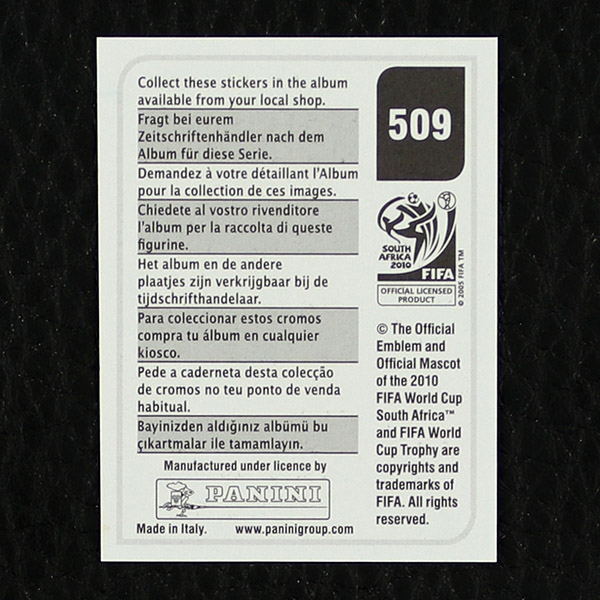 Collect these stickers in the album
available from your local shop.
Fragt bei eurem
Zeitschriftenhändler nach dem
Album für diese Serie.
Demandez à votre détaillant l'Album
pour la collection de ces images.
Chiedete al vostro rivenditore
l'album per la raccolta di queste
figurine.
Het album en de andere
plaatjes zijn verkrijgbaar bij de
tijdschrifthandelaar.
Para coleccionar estos cromos
compra tu álbum en cualquier
kiosco.
Pede a caderneta desta colecção
de cromos no teu ponto de venda
habitual.
Bayinizden aldığınız albümü bu
çıkartmalar ile tamamlayın.
Manufactured under licence by
PANINI
Made in Italy. www.paninigroup.com
509
SOUTH
AFRICA
2010
FIFA
OFFICIAL LICENSED
PRODUCT
© 2005 FIFA TM
© The Official
Emblem and
Official Mascot
of the 2010
FIFA World Cup
South Africa™
and FIFA World
Cup Trophy are
copyrights and
trademarks of
FIFA. All rights
reserved.